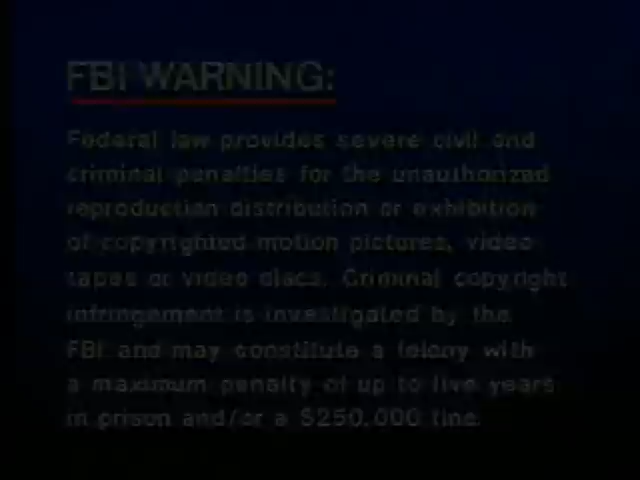 FBI WARNING:
Federal law provides severe civil and
criminal penalties for the unauthorized
reproduction distribution or exhibition
of copyrighted motion pictures, video
tapes or video discs. Criminal copyright
infringement is investigated by the
FBI and may constitute a felony with
a maximum penalty of up to five years
in prison and/or a $250,000 fine.